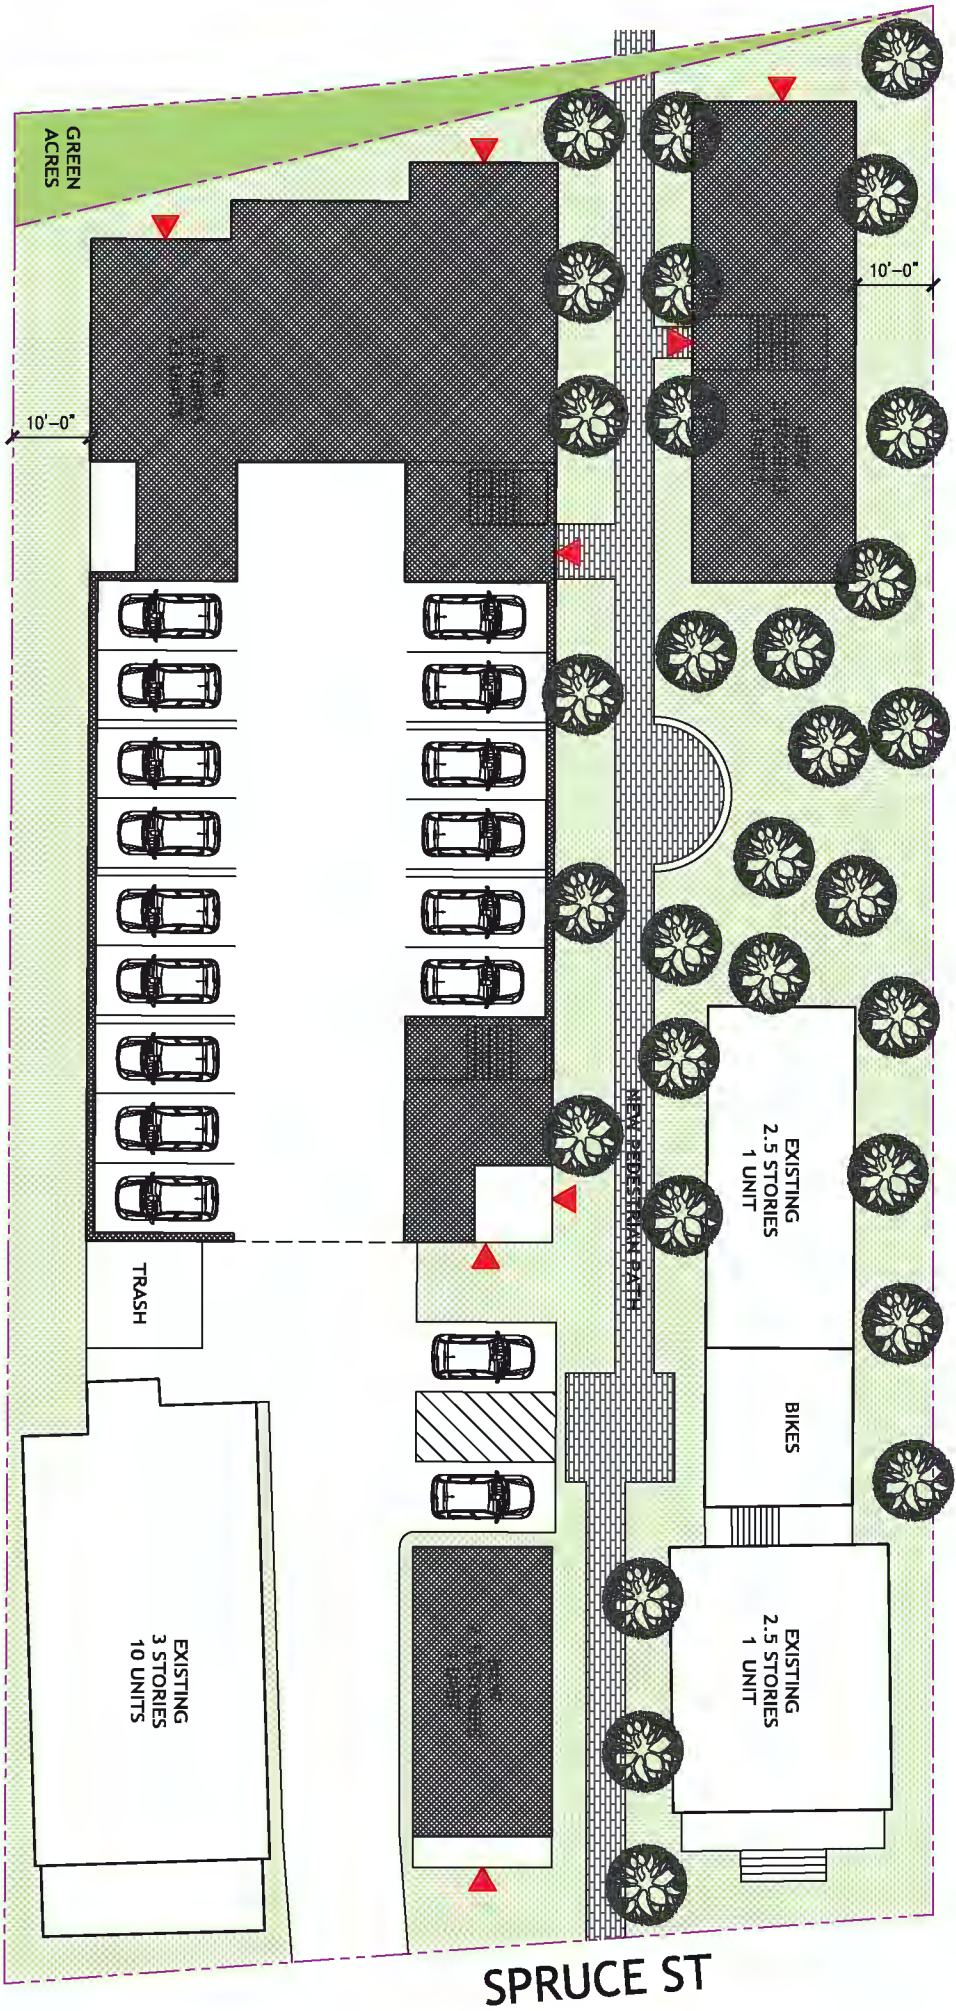 GREEN
ACRES
10'-0"
10'-0"
NEW
NEW PEDESTRIAN PATH
EXISTING
2.5 STORIES
1 UNIT
TRASH
BIKES
EXISTING
2.5 STORIES
1 UNIT
EXISTING
3 STORIES
10 UNITS
SPRUCE ST